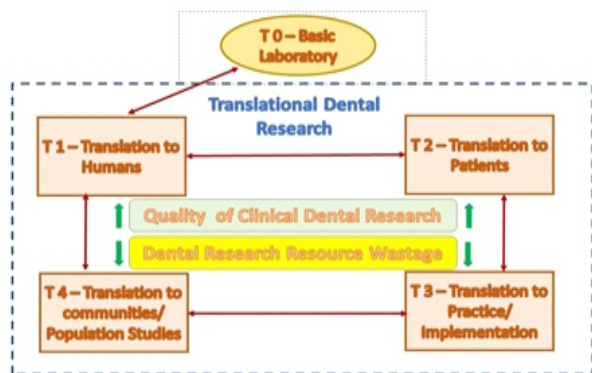 T 0 – Basic
Laboratory
Translational Dental
Research
T 1 – Translation to
Humans
T 2 – Translation to
Patients
Quality of Clinical Dental Research
Dental Research Resource Wastage
T 4 – Translation to
communities/
Population Studies
T 3 – Translation to
Practice/
Implementation